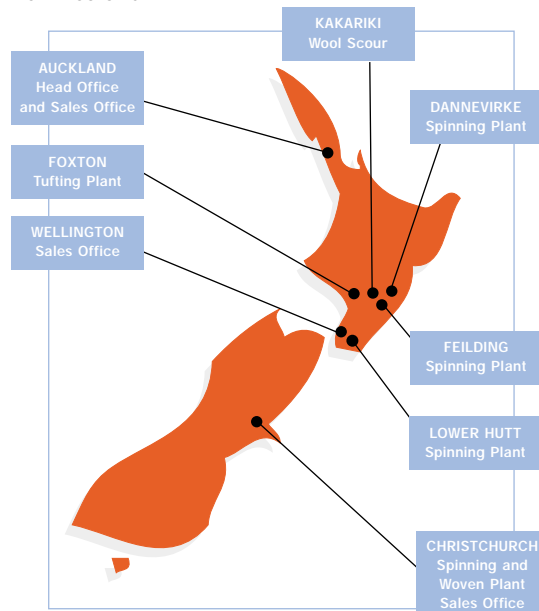 KAKARIKI
Wool Scour
AUCKLAND
Head Office
and Sales Office
DANNEVIRKE
Spinning Plant
FOXTON
Tufting Plant
WELLINGTON
Sales Office
FEILDING
Spinning Plant
LOWER HUTT
Spinning Plant
CHRISTCHURCH
Spinning and
Woven Plant
Sales Office